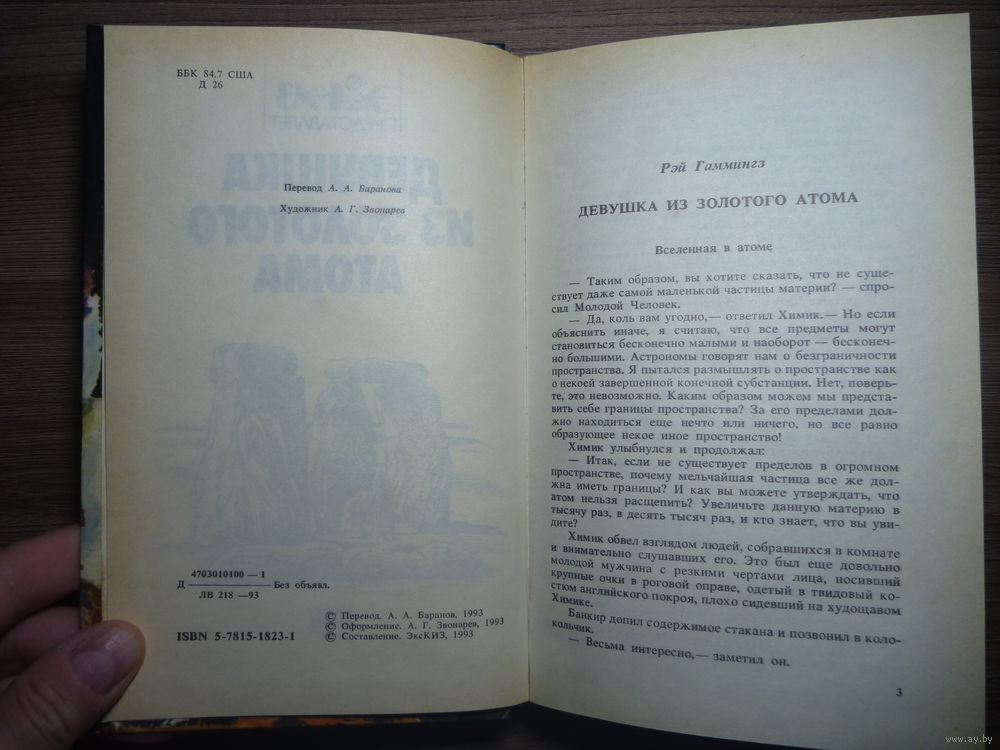 ББК 84.7 США
Д 26
ПРЕДСТАВЛЯЕТ
ДЕВУШКА
ИЗ ЗОЛОТОГО
АТОМА
Перевод А. А. Баранова
Художник А. Г. Звонарев
4703010100 — 1
Д ——— Без объявл.
ЛВ 218 —93
ISBN 5-7815-1823-1
© Перевод. А. А. Баранов, 1993
© Оформление. А. Г. Звонарев, 1993
© Составление. ЭксКИЗ, 1993
Рэй Гаммингз
ДЕВУШКА ИЗ ЗОЛОТОГО АТОМА
Вселенная в атоме
— Таким образом, вы хотите сказать, что не суще-
ствует даже самой маленькой частицы материи? — спро-
сил Молодой Человек.
— Да, коль вам угодно,— ответил Химик.— Но если
объяснить иначе, я считаю, что все предметы могут
становиться бесконечно малыми и наоборот — бесконеч-
но большими. Астрономы говорят нам о безграничности
пространства. Я пытался размышлять о пространстве как
о некоей завершенной конечной субстанции. Нет, поверь-
те, это невозможно. Каким образом можем мы предста-
вить себе границы пространства? За его пределами дол-
жно находиться еще нечто или ничего, но все равно
образующее некое иное пространство!
Химик улыбнулся и продолжал:
— Итак, если не существует пределов в огромном
пространстве, почему мельчайшая частица все же дол-
жна иметь границы? И как вы можете утверждать, что
атом нельзя расщепить? Увеличьте данную материю в
тысячу раз, в десять тысяч раз, и кто знает, что вы уви-
дите?
Химик обвел взглядом людей, собравшихся в комнате
и внимательно слушавших его. Это был еще довольно
молодой мужчина с резкими чертами лица, носивший
крупные очки в роговой оправе, одетый в твидовый ко-
стюм английского покроя, плохо сидевший на худощавом
Химике.
Банкир допил содержимое стакана и позвонил в коло-
кольчик.
— Весьма интересно,— заметил он.
3
www.ay.by